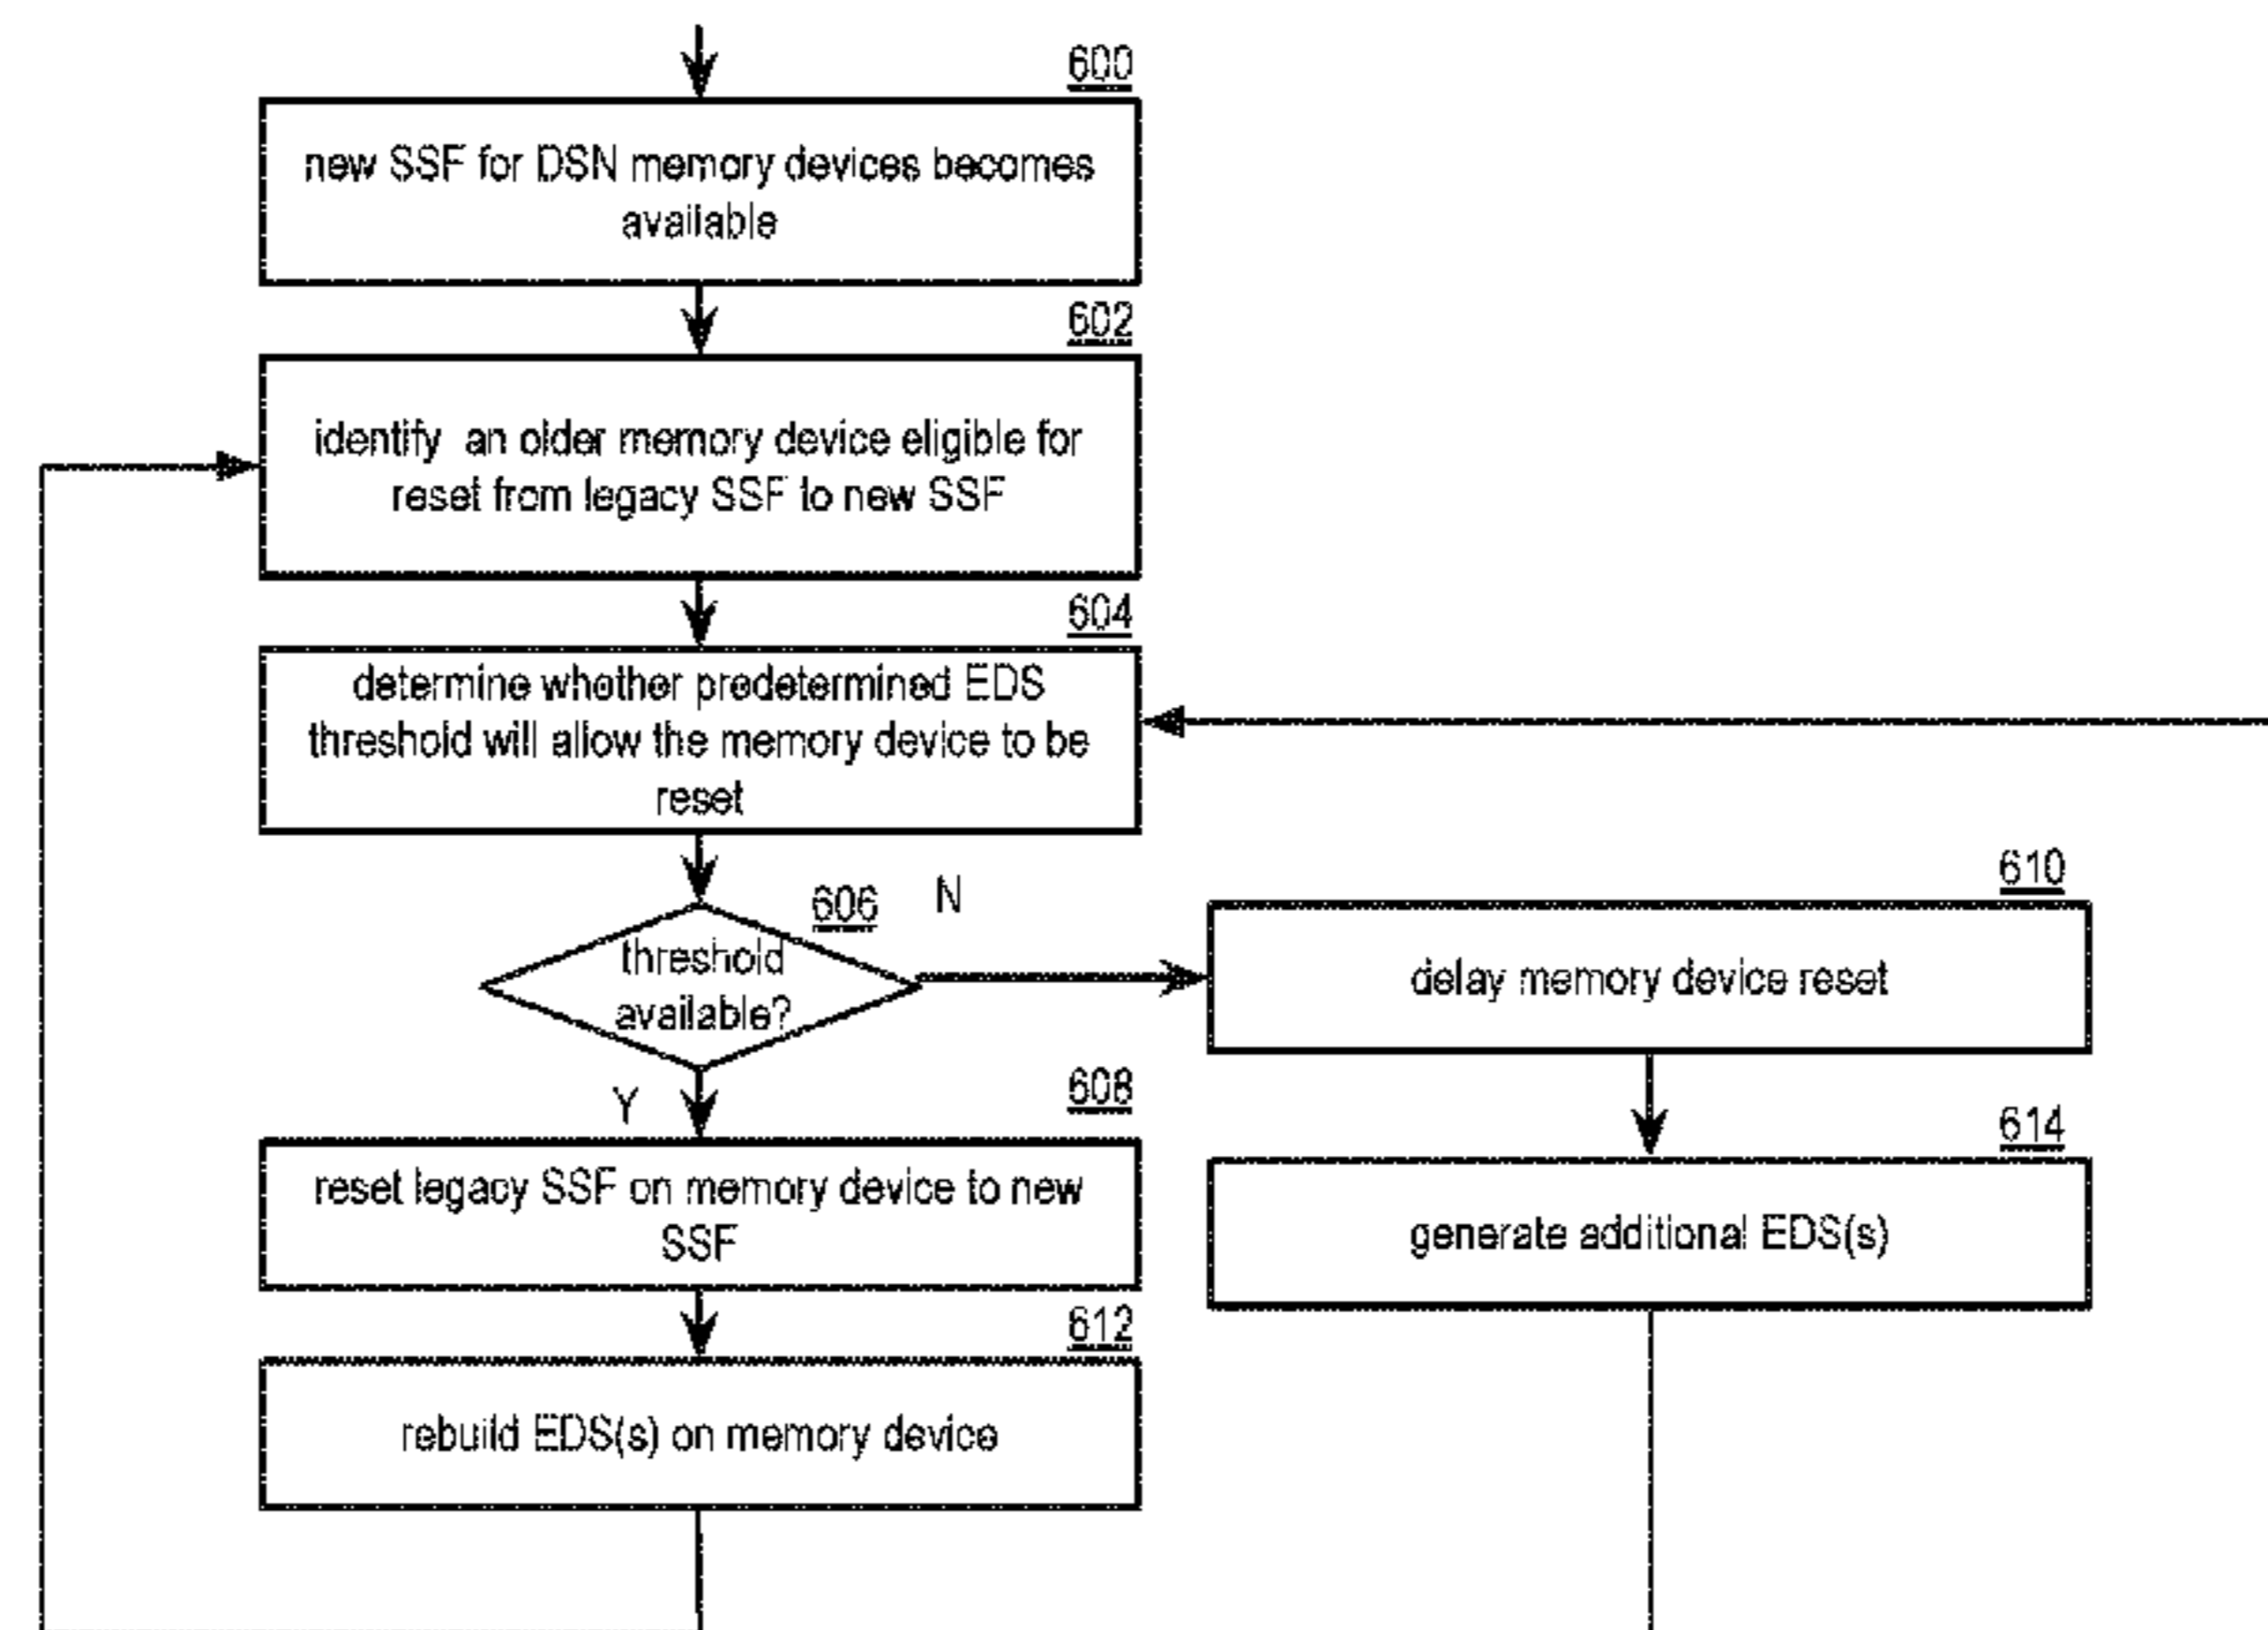 600
new SSF for DSN memory devices becomes
available
602
identify an older memory device eligible for
reset from legacy SSF to new SSF
604
determine whether predetermined EDS
threshold will allow the memory device to be
reset
606
N
threshold
available?
610
delay memory device reset
Y
608
reset legacy SSF on memory device to new
SSF
614
generate additional EDS(s)
612
rebuild EDS(s) on memory device